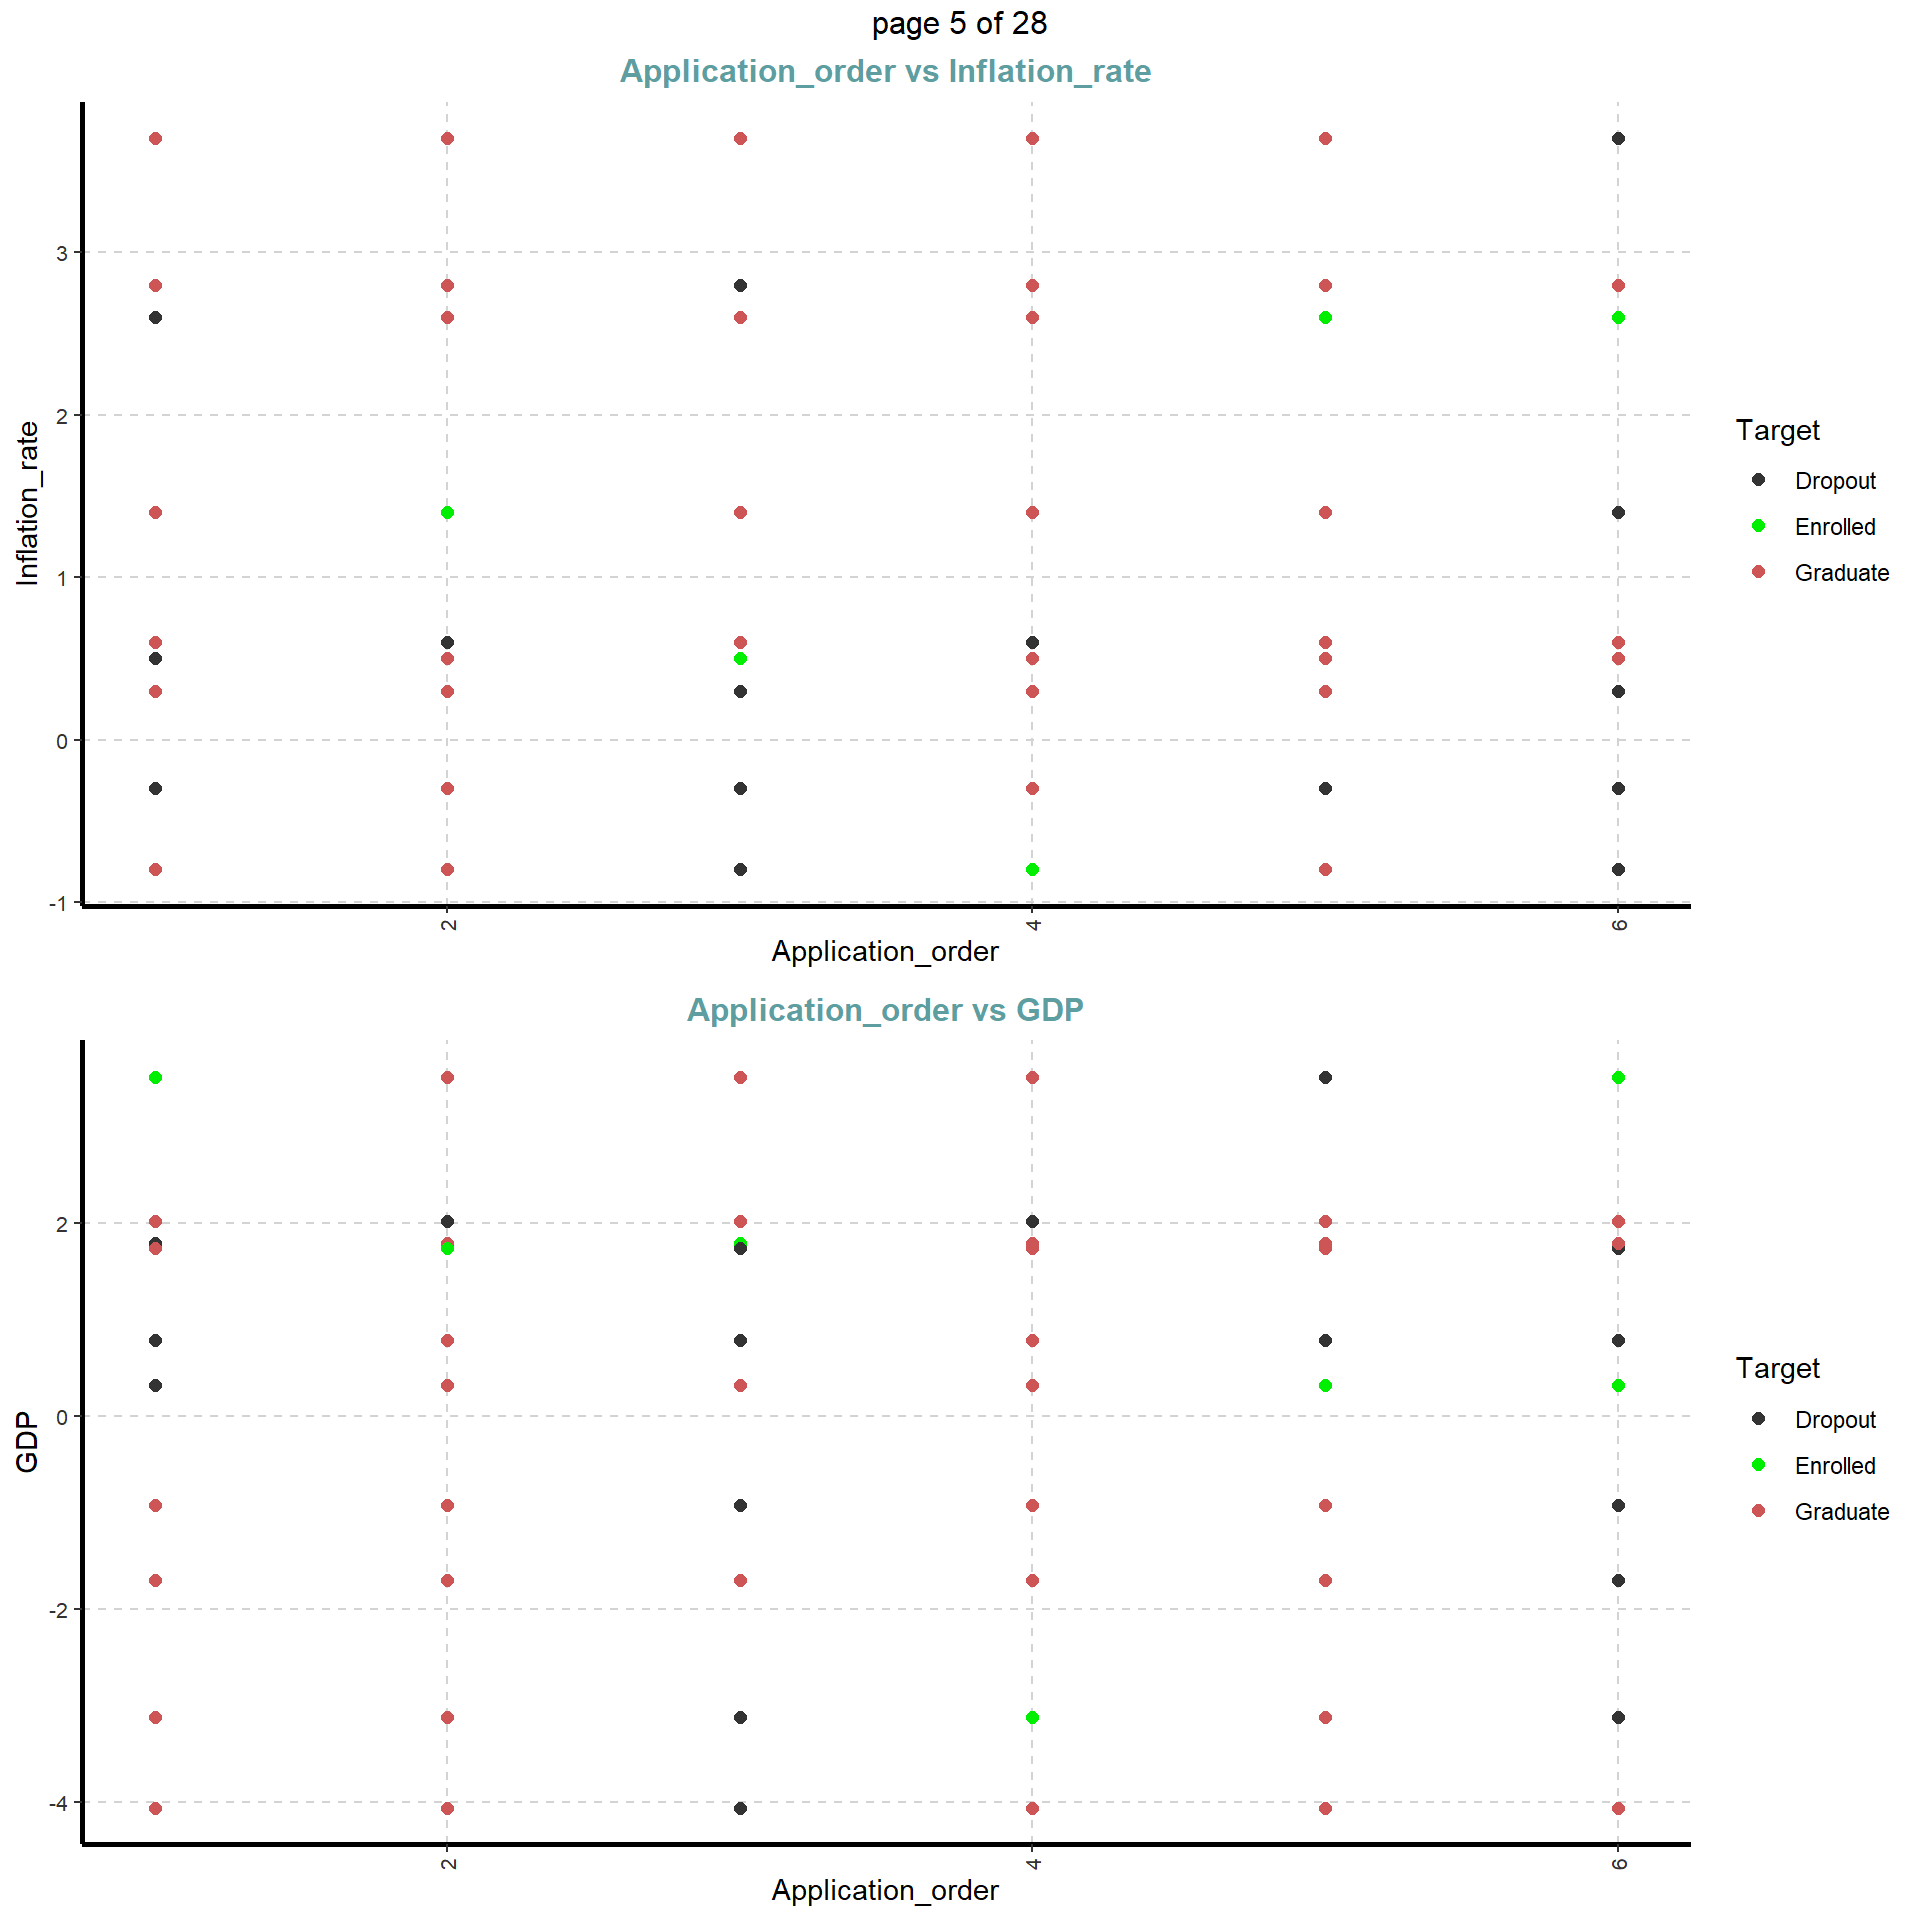 page 5 of 28
Application_order vs Inflation_rate
3
2
1
0
-1
Inflation_rate
2
4
6
Application_order
Target
Dropout
Enrolled
Graduate
Application_order vs GDP
2
0
-2
-4
GDP
2
4
6
Application_order
Target
Dropout
Enrolled
Graduate